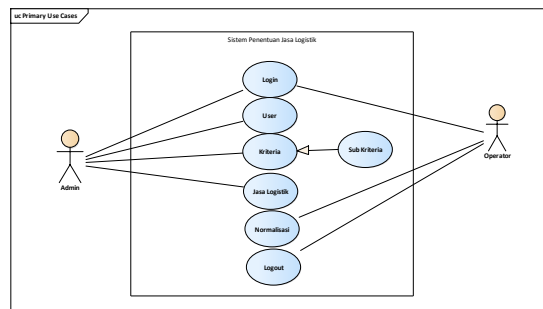 uc Primary Use Cases
Sistem Penentuan Jasa Logistik
Login
User
Kriteria
Sub Kriteria
Jasa Logistik
Normalisasi
Logout
Admin
Operator